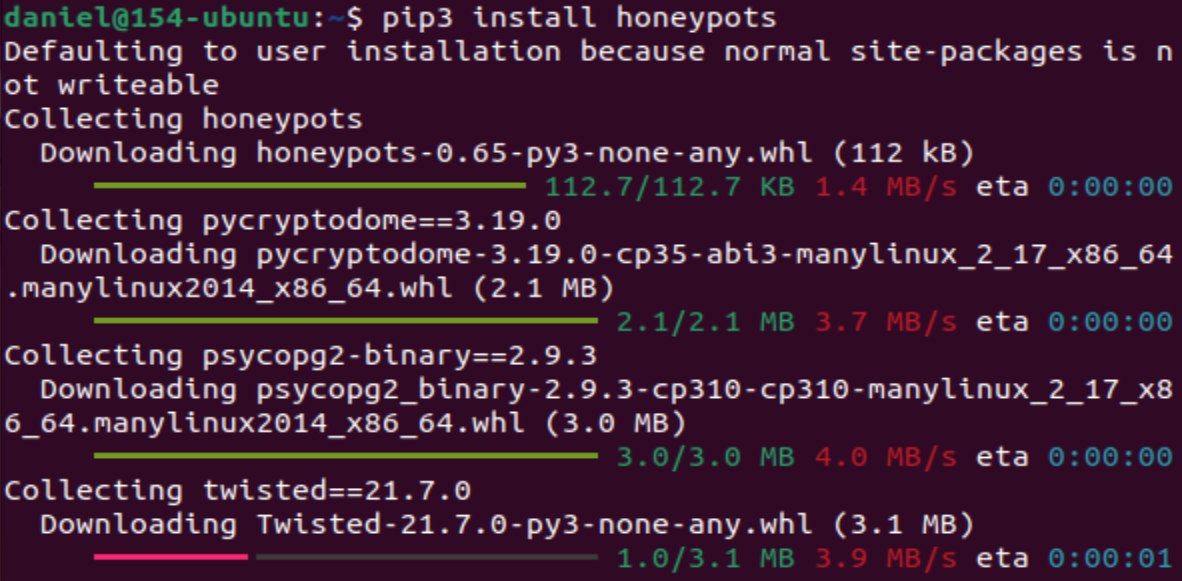 daniel@154-ubuntu:~$ pip3 install honeypots
Defaulting to user installation because normal site-packages is n
ot writeable
Collecting honeypots
  Downloading honeypots-0.65-py3-none-any.whl (112 kB)
     112.7/112.7 KB 1.4 MB/s eta 0:00:00
Collecting pycryptodome==3.19.0
  Downloading pycryptodome-3.19.0-cp35-abi3-manylinux_2_17_x86_64
.manylinux2014_x86_64.whl (2.1 MB)
     2.1/2.1 MB 3.7 MB/s eta 0:00:00
Collecting psycopg2-binary==2.9.3
  Downloading psycopg2_binary-2.9.3-cp310-cp310-manylinux_2_17_x8
6_64.manylinux2014_x86_64.whl (3.0 MB)
     3.0/3.0 MB 4.0 MB/s eta 0:00:00
Collecting twisted==21.7.0
  Downloading Twisted-21.7.0-py3-none-any.whl (3.1 MB)
     1.0/3.1 MB 3.9 MB/s eta 0:00:01